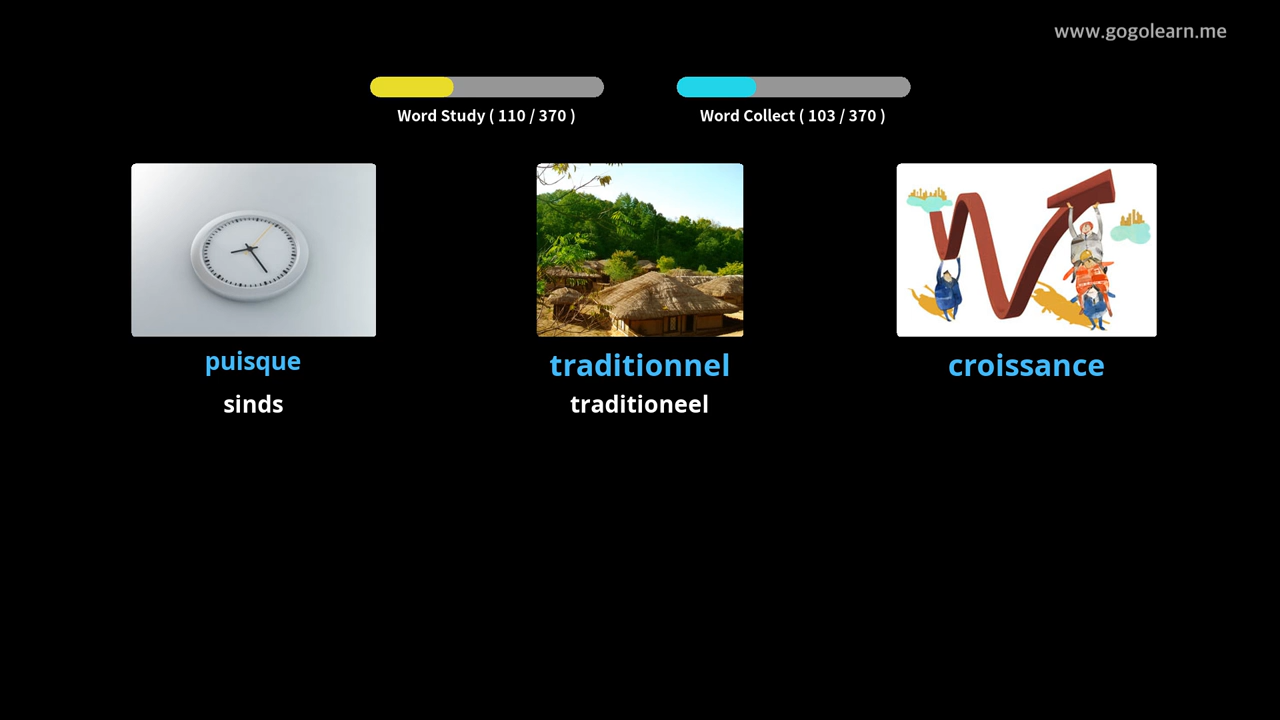 www.gogolearn.me
Word Study ( 110 / 370 )
Word Collect ( 103 / 370 )
puisque
sinds
traditionnel
traditioneel
croissance